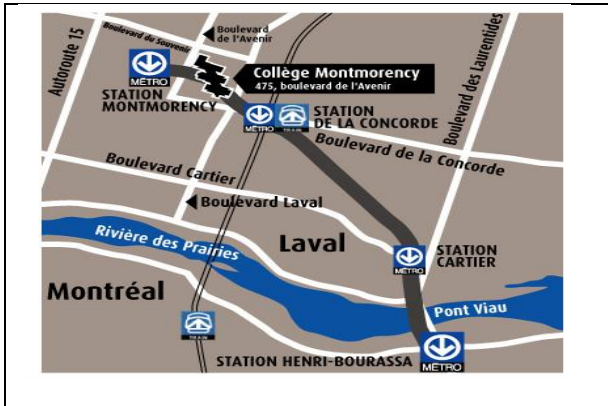 Boulevard du Souvenir
Boulevard
de l'Avenir
Autoroute 15
MÉTRO
STATION
MONTMORENCY
Collège Montmorency
475, boulevard de l'Avenir
MÉTRO
TRAIN
STATION
DE LA CONCORDE
Boulevard des Laurentides
Boulevard de la Concorde
Boulevard Cartier
Boulevard Laval
Rivière des Prairies
Laval
MÉTRO
STATION
CARTIER
Montréal
Pont Viau
TRAIN
STATION HENRI-BOURASSA
MÉTRO